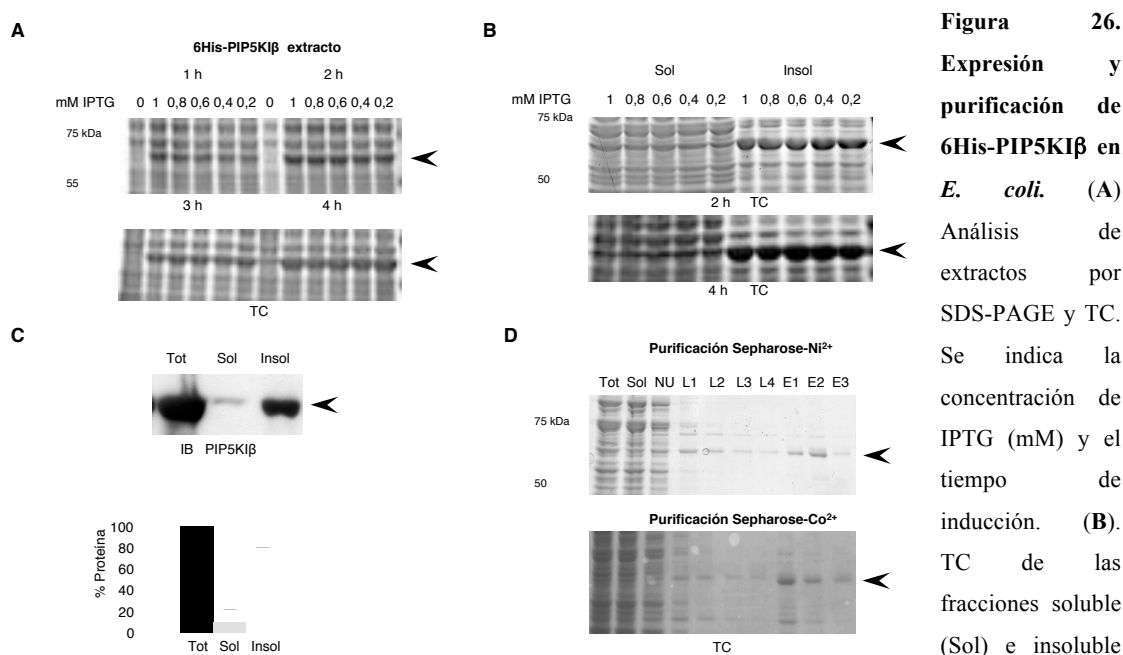 A
6His-PIP5KIβ extracto
1 h 2 h
mM IPTG 0 1 0,8 0,6 0,4 0,2 0 1 0,8 0,6 0,4 0,2
75 kDa
55
3 h 4 h
TC
B
Sol Insol
mM IPTG 1 0,8 0,6 0,4 0,2 1 0,8 0,6 0,4 0,2
75 kDa
50
2 h TC
4 h TC
C
Tot Sol Insol
IB PIP5KIβ
% Proteína
100
80
60
40
20
0
Tot Sol Insol
D
Purificación Sepharose-Ni²⁺
Tot Sol NU L1 L2 L3 L4 E1 E2 E3
75 kDa
50
Purificación Sepharose-Co²⁺
TC
Figura 26.
Expresión y
purificación de
6His-PIP5KIβ en
E. coli. (A)
Análisis de
extractos por
SDS-PAGE y TC.
Se indica la
concentración de
IPTG (mM) y el
tiempo de
inducción. (B).
TC de las
fracciones soluble
(Sol) e insoluble